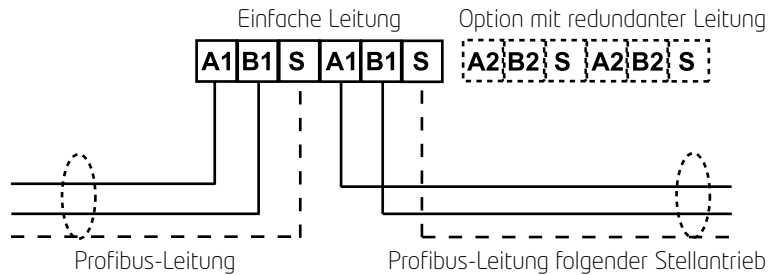 Einfache Leitung Option mit redundanter Leitung
A1 B1 S A1 B1 S A2 B2 S A2 B2 S
Profibus-Leitung Profibus-Leitung folgender Stellantrieb